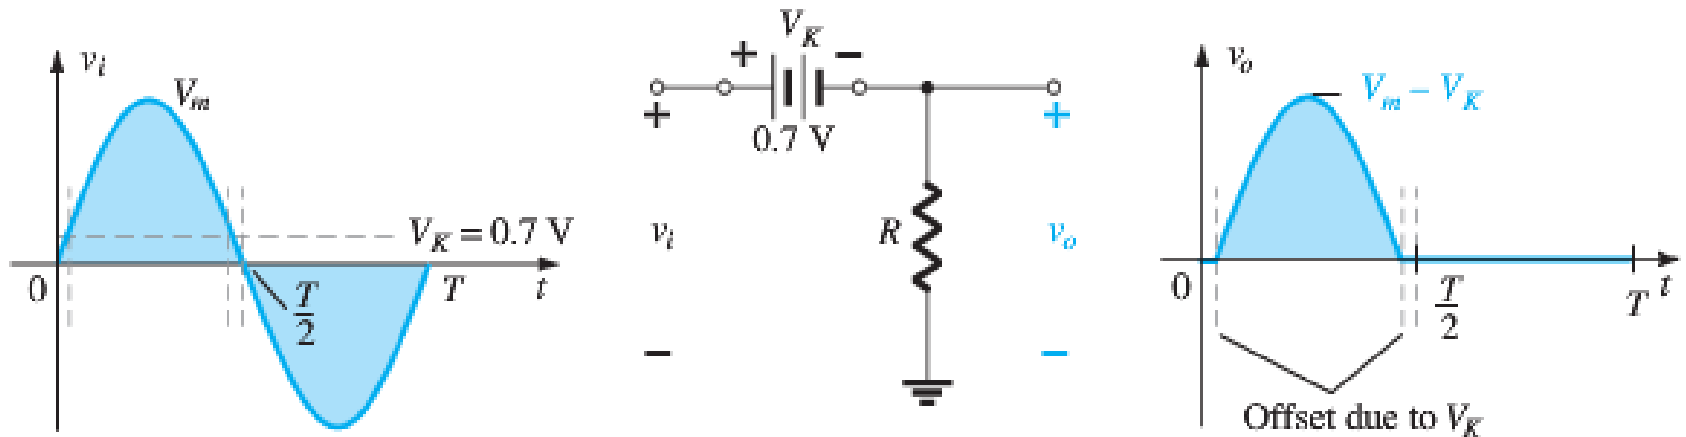 v_i
V_m
V_K = 0.7 V
0
T/2
T
t
V_K
+ −
0.7 V
+
v_i
−
R
+
v_o
−
v_o
V_m − V_K
0
T/2
T
t
Offset due to V_K